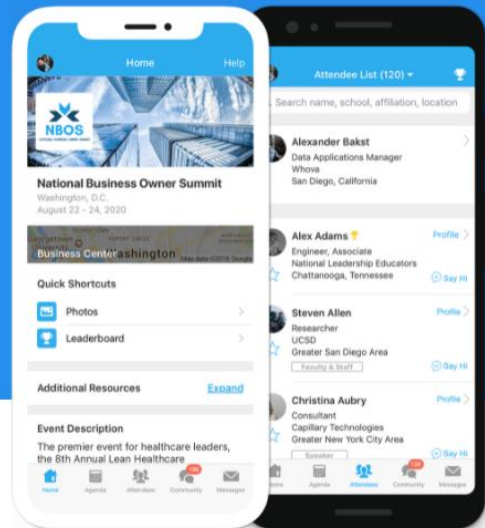 Home
Help
NBOS
National Business Owner Summit
Washington, D.C.
August 22 - 24, 2020
Georgetown
Washington
Business Center
Map data ©2018 Google
Quick Shortcuts
Photos
Leaderboard
Additional Resources
Expand
Event Description
The premier event for healthcare leaders,
the 8th Annual Lean Healthcare
Home
Agenda
Attendees
Community
Messages
Attendee List (120)
Search name, school, affiliation, location
Alexander Bakst
Data Applications Manager
Whova
San Diego, California
Alex Adams
Profile
Engineer, Associate
National Leadership Educators
Chattanooga, Tennessee
Say Hi
Steven Allen
Profile
Researcher
UCSD
Greater San Diego Area
Faculty & Staff
Say Hi
Christina Aubry
Profile
Consultant
Capillary Technologies
Greater New York City Area
Speaker
Say Hi
Home
Agenda
Attendees
Community
Messages